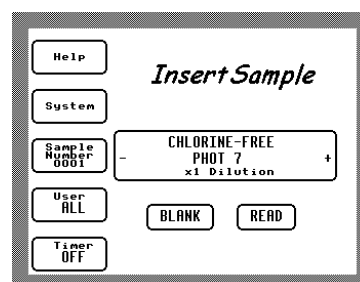 Help
Insert Sample
System
Sample
Number
0001
CHLORINE-FREE
- PHOT 7 +
x1 Dilution
User
ALL
BLANK READ
Timer
OFF